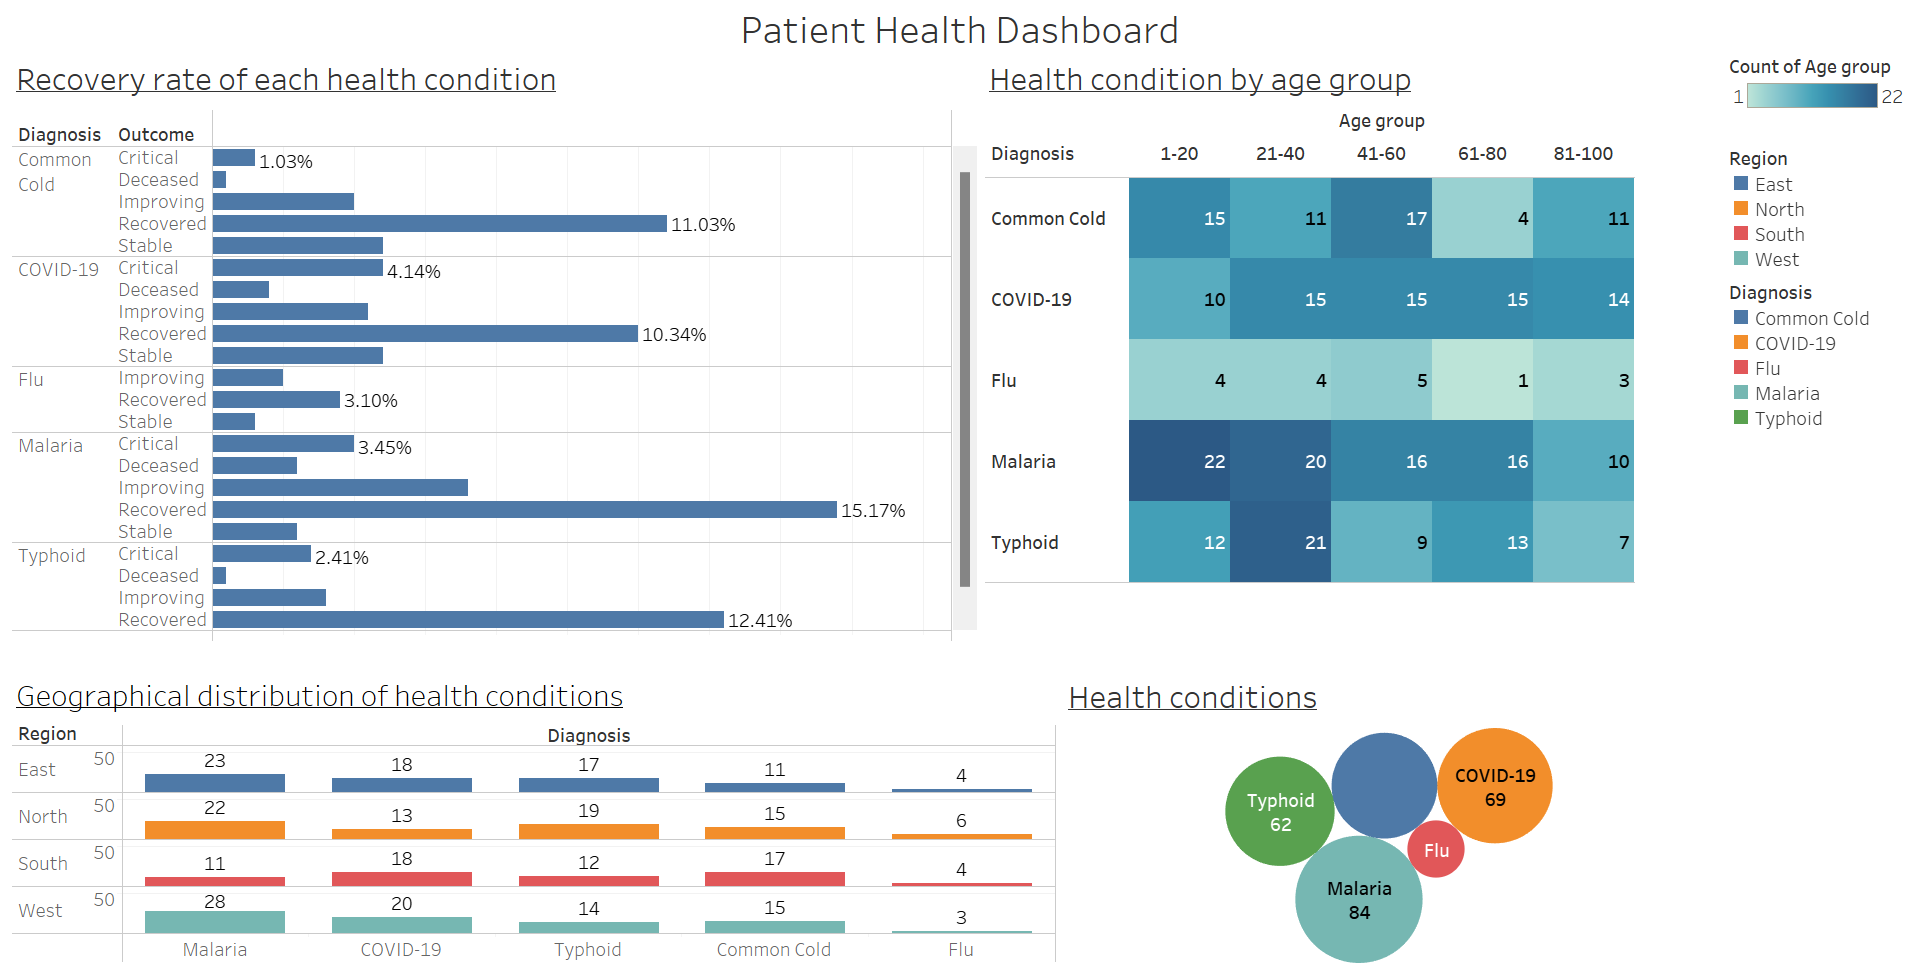 Patient Health Dashboard
Recovery rate of each health condition
Diagnosis Outcome
Common Cold
Critical 1.03%
Deceased
Improving
Recovered 11.03%
Stable
COVID-19
Critical 4.14%
Deceased
Improving
Recovered 10.34%
Stable
Flu
Improving
Recovered 3.10%
Stable
Malaria
Critical 3.45%
Deceased
Improving
Recovered 15.17%
Stable
Typhoid
Critical 2.41%
Deceased
Improving
Recovered 12.41%
Health condition by age group
Age group
Diagnosis 1-20 21-40 41-60 61-80 81-100
Common Cold 15 11 17 4 11
COVID-19 10 15 15 15 14
Flu 4 4 5 1 3
Malaria 22 20 16 16 10
Typhoid 12 21 9 13 7
Count of Age group
1 22
Region
East
North
South
West
Diagnosis
Common Cold
COVID-19
Flu
Malaria
Typhoid
Geographical distribution of health conditions
Region Diagnosis
East 50 23 18 17 11 4
North 50 22 13 19 15 6
South 50 11 18 12 17 4
West 50 28 20 14 15 3
Malaria COVID-19 Typhoid Common Cold Flu
Health conditions
COVID-19
69
Typhoid
62
Flu
Malaria
84